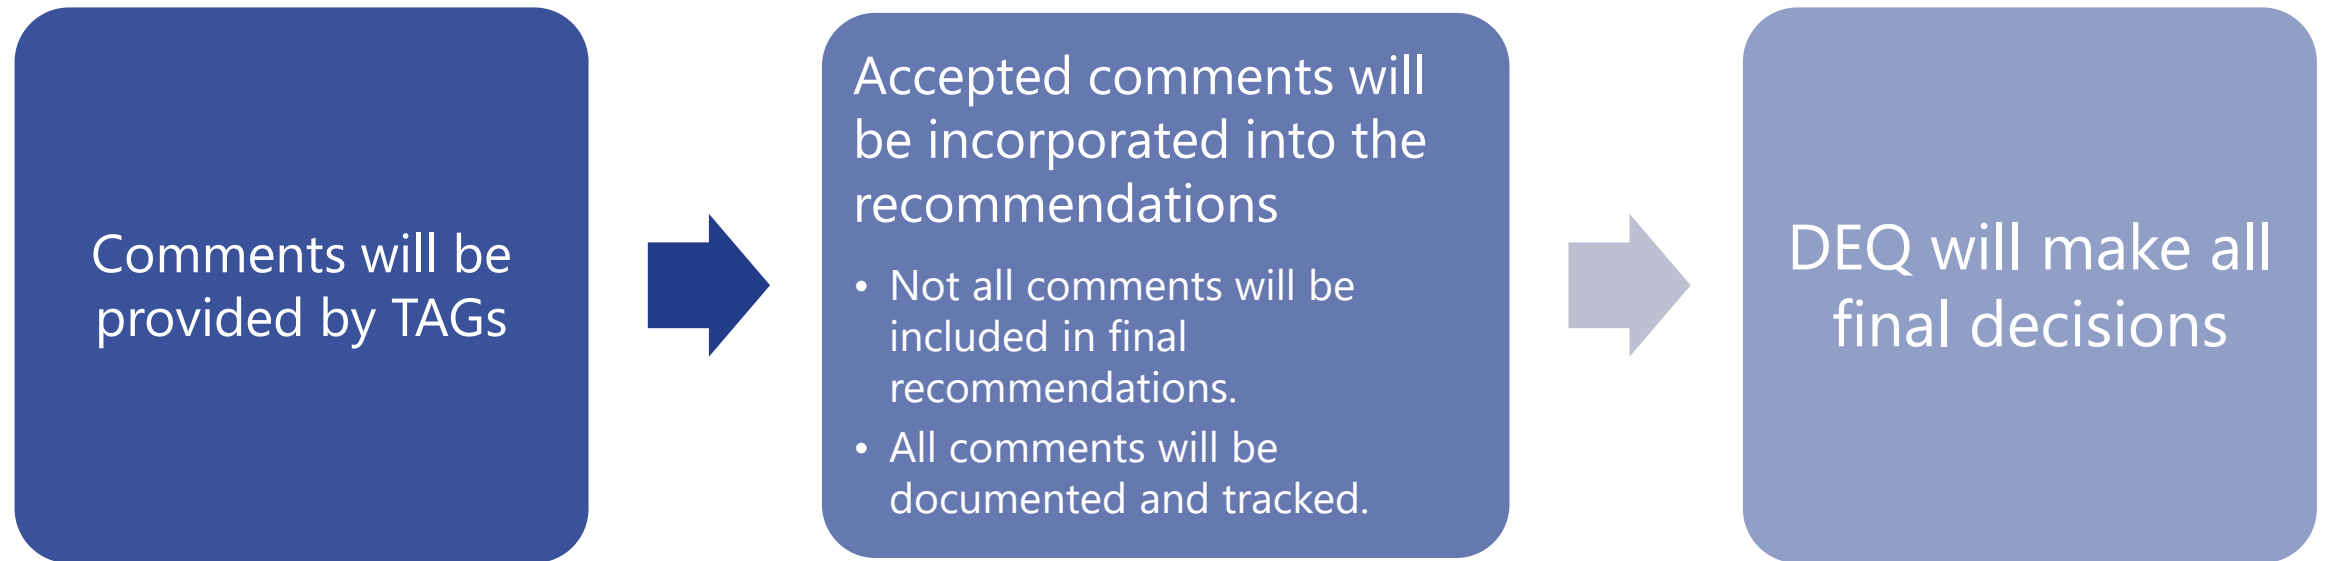 Comments will be
provided by TAGs
Accepted comments will
be incorporated into the
recommendations
• Not all comments will be
included in final
recommendations.
• All comments will be
documented and tracked.
DEQ will make all
final decisions